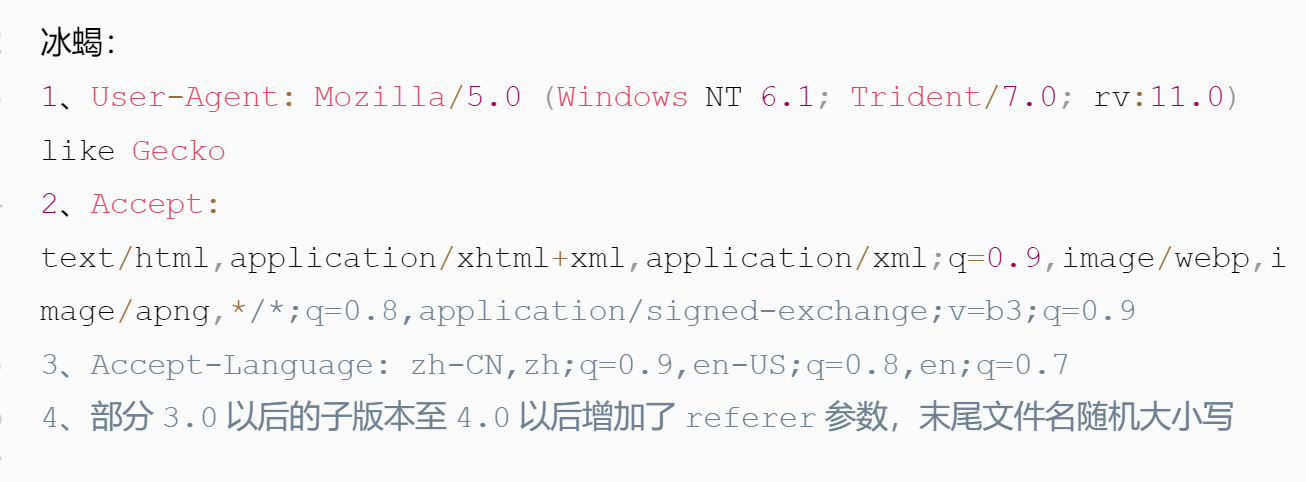 冰蝎：
1、User-Agent: Mozilla/5.0 (Windows NT 6.1; Trident/7.0; rv:11.0)
like Gecko
2、Accept:
text/html,application/xhtml+xml,application/xml;q=0.9,image/webp,i
mage/apng,*/*;q=0.8,application/signed-exchange;v=b3;q=0.9
3、Accept-Language: zh-CN,zh;q=0.9,en-US;q=0.8,en;q=0.7
4、部分 3.0 以后的子版本至 4.0 以后增加了 referer 参数，末尾文件名随机大小写